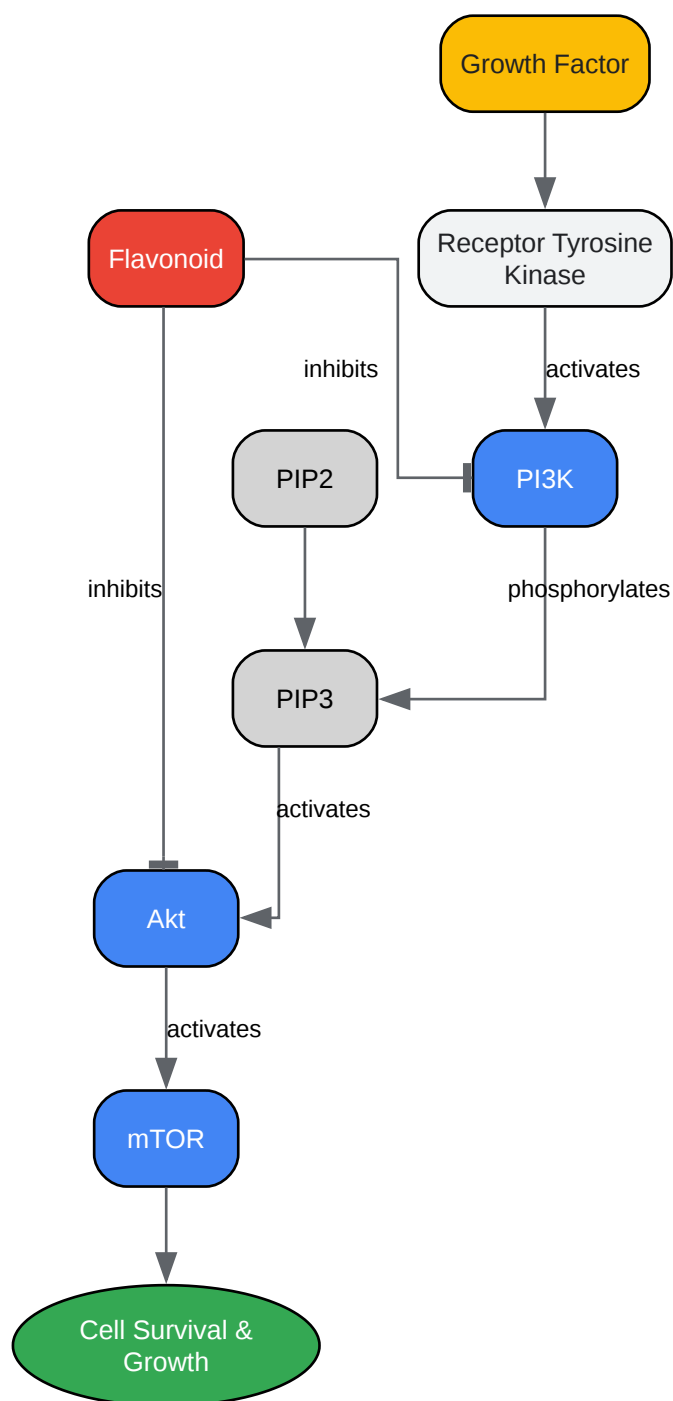 Growth Factor
Flavonoid
Receptor Tyrosine
Kinase
inhibits
activates
PIP2
PI3K
inhibits
phosphorylates
PIP3
activates
Akt
activates
mTOR
Cell Survival &
Growth